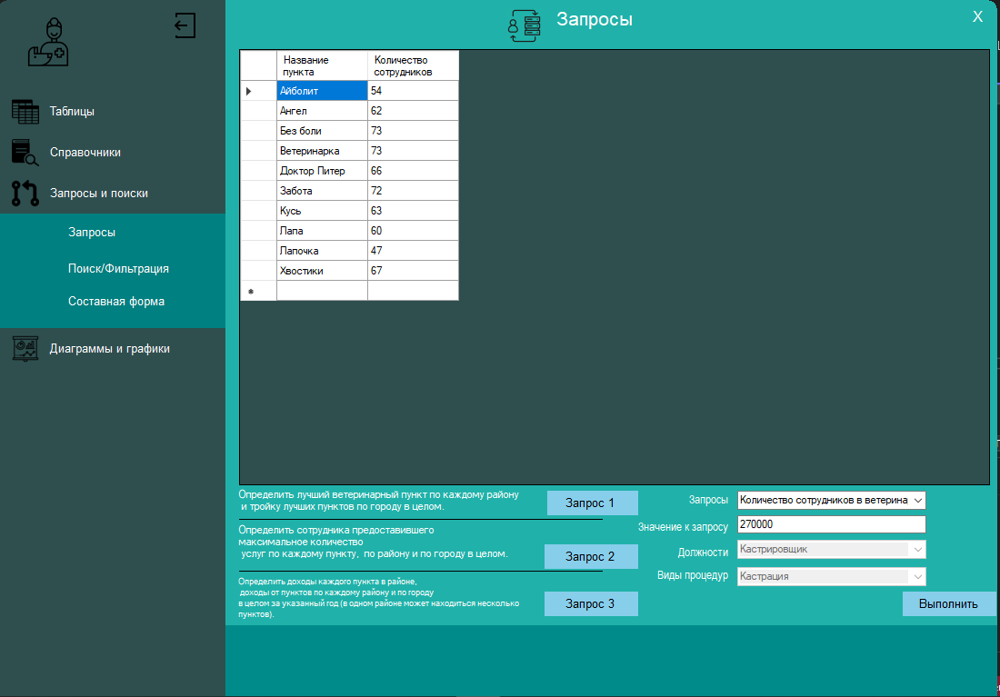 Запросы
X
Таблицы
Справочники
Запросы и поиски
Запросы
Поиск/Фильтрация
Составная форма
Диаграммы и графики
Название пункта
Количество сотрудников
Айболит 54
Ангел 62
Без боли 73
Ветеринарка 73
Доктор Питер 66
Забота 72
Кусь 63
Лапа 60
Лапочка 47
Хвостики 67
Определить лучший ветеринарный пункт по каждому району
и тройку лучших пунктов по городу в целом.
Запрос 1
Определить сотрудника предоставившего
максимальное количество
услуг по каждому пункту, по району и по городу в целом.
Запрос 2
Определить доходы каждого пункта в районе,
доходы от пунктов по каждому району и по городу
в целом за указанный год (в одном районе может находиться несколько
пунктов).
Запрос 3
Запросы Количество сотрудников в ветерина
Значение к запросу 270000
Должности Кастрировщик
Виды процедур Кастрация
Выполнить